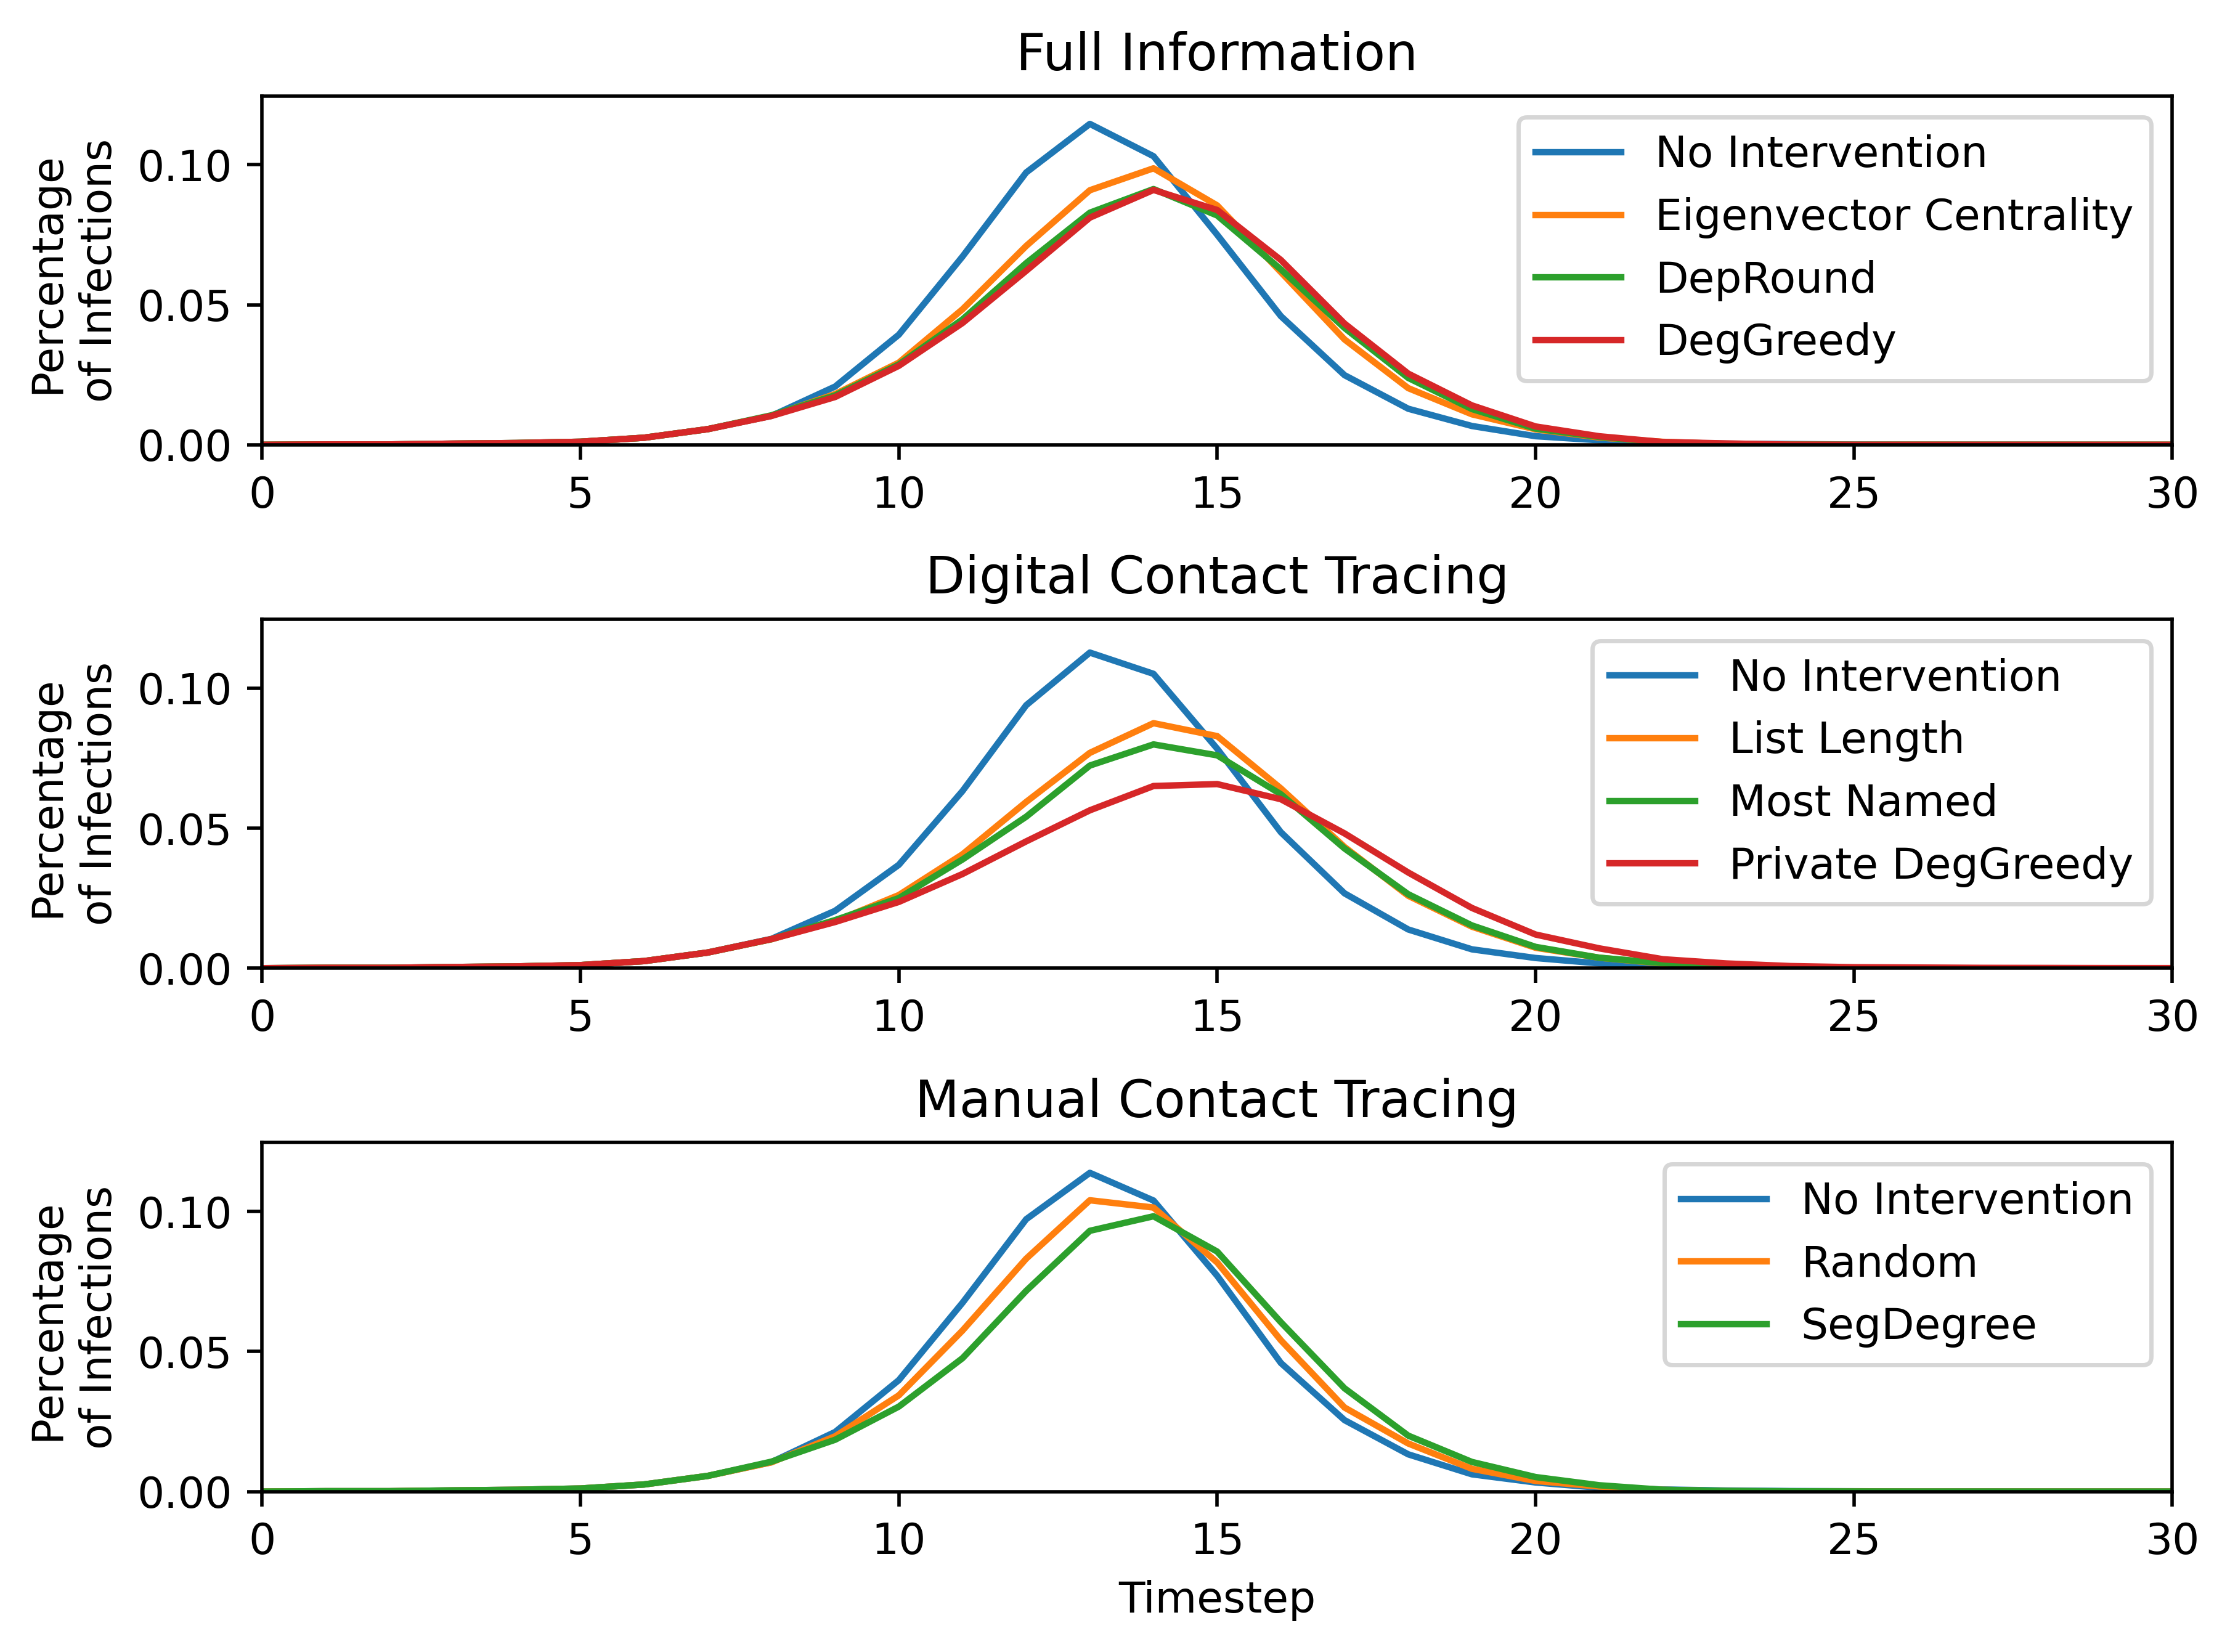 Full Information
Percentage
of Infections
0.10
0.05
0.00
0 5 10 15 20 25 30
No Intervention
Eigenvector Centrality
DepRound
DegGreedy
Digital Contact Tracing
Percentage
of Infections
0.10
0.05
0.00
0 5 10 15 20 25 30
No Intervention
List Length
Most Named
Private DegGreedy
Manual Contact Tracing
Percentage
of Infections
0.10
0.05
0.00
0 5 10 15 20 25 30
No Intervention
Random
SegDegree
Timestep